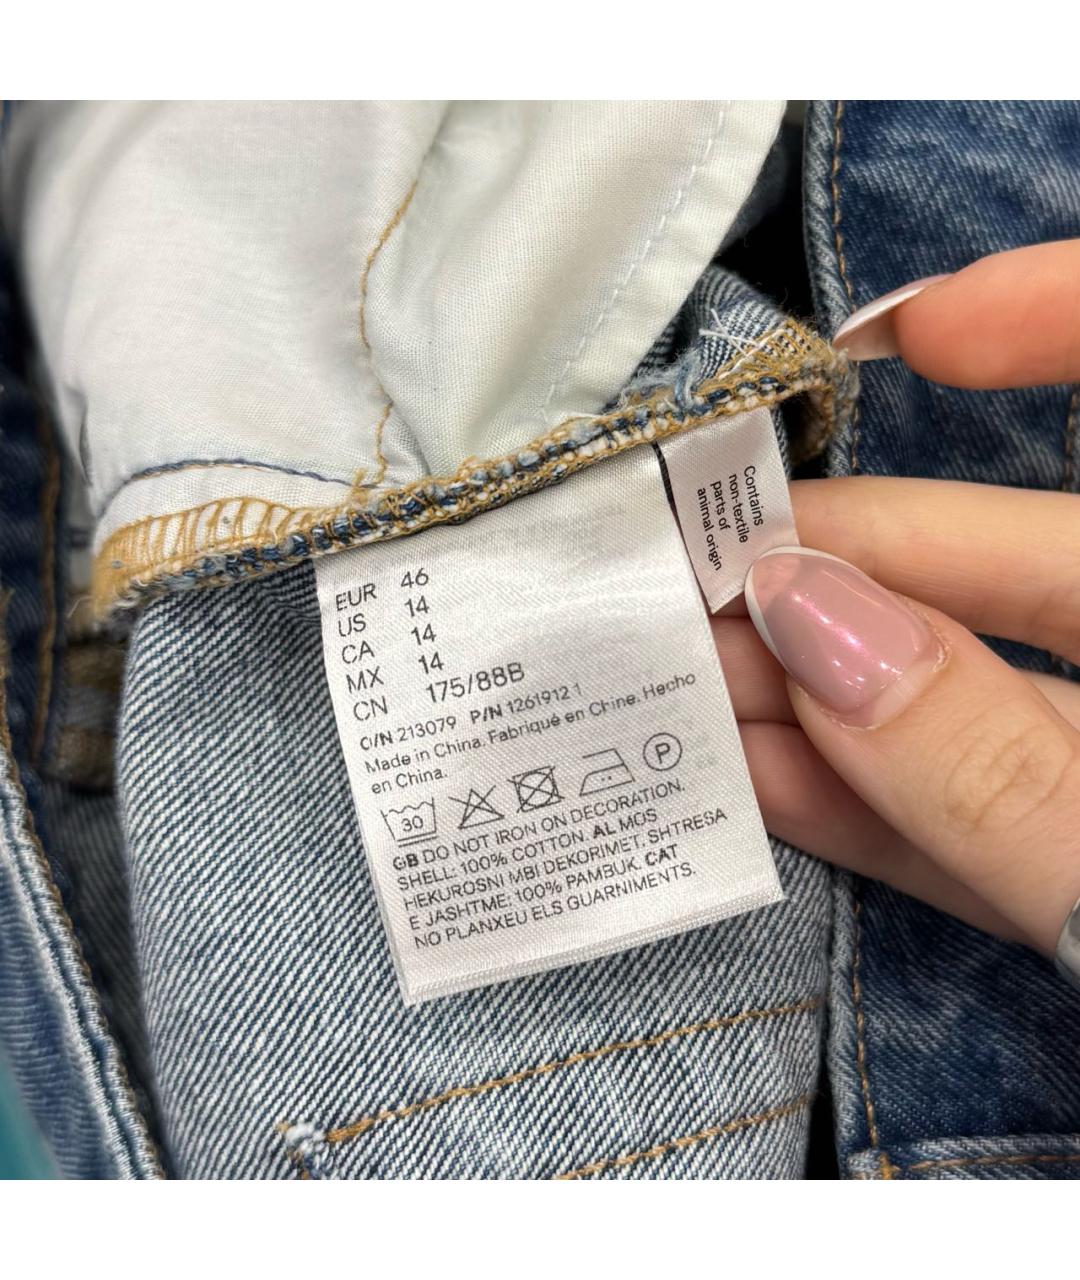 EUR 46
US 14
CA 14
MX 14
CN 175/88B
O/N 213079 P/N 1261912 1
Made in China. Fabriqué en Chine. Hecho
en China.
30
P
GB DO NOT IRON ON DECORATION.
SHELL: 100% COTTON. AL MOS
HEKUROSNI MBI DEKORIMET. SHTRESA
E JASHTME: 100% PAMBUK. CAT
NO PLANXEU ELS GUARNIMENTS.
Contains
non-textile
parts of
animal origin